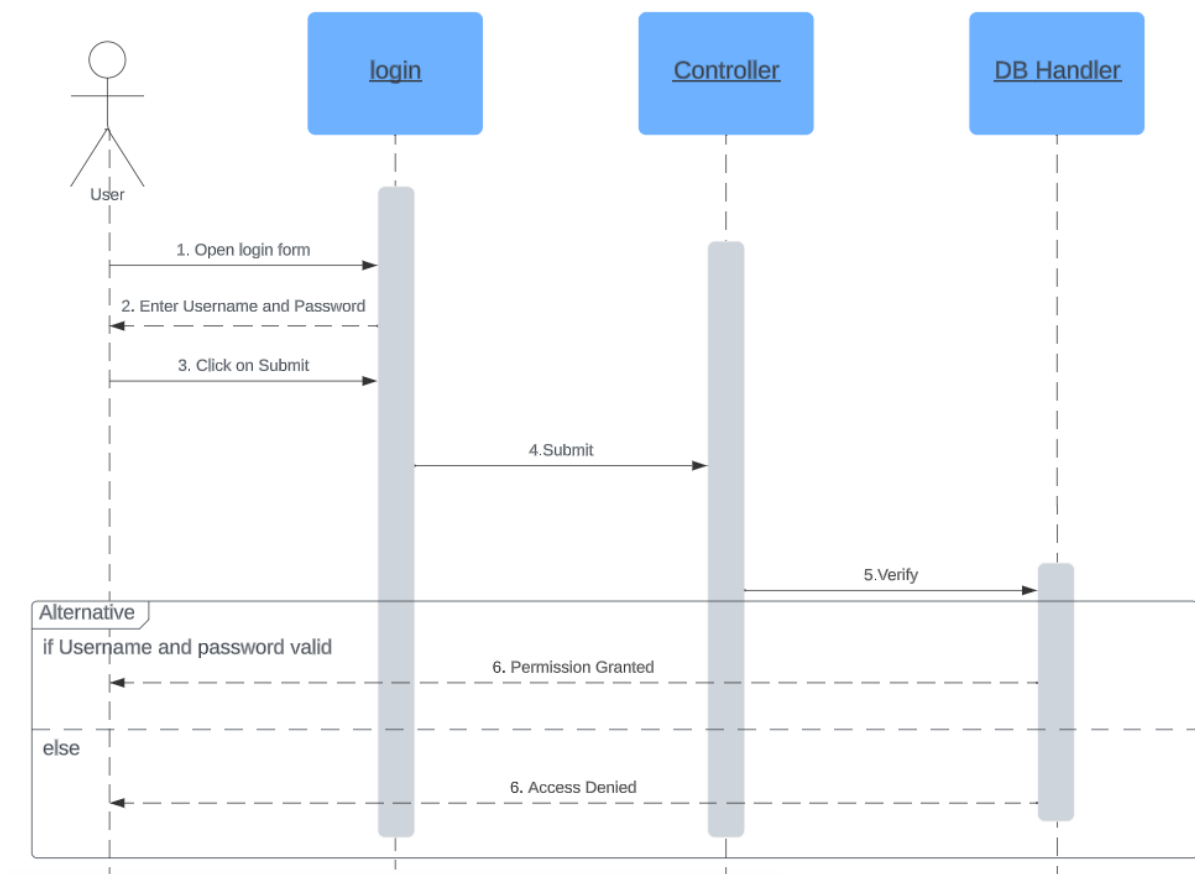 login
Controller
DB Handler
User
1. Open login form
2. Enter Username and Password
3. Click on Submit
4.Submit
5.Verify
Alternative
if Username and password valid
6. Permission Granted
else
6. Access Denied